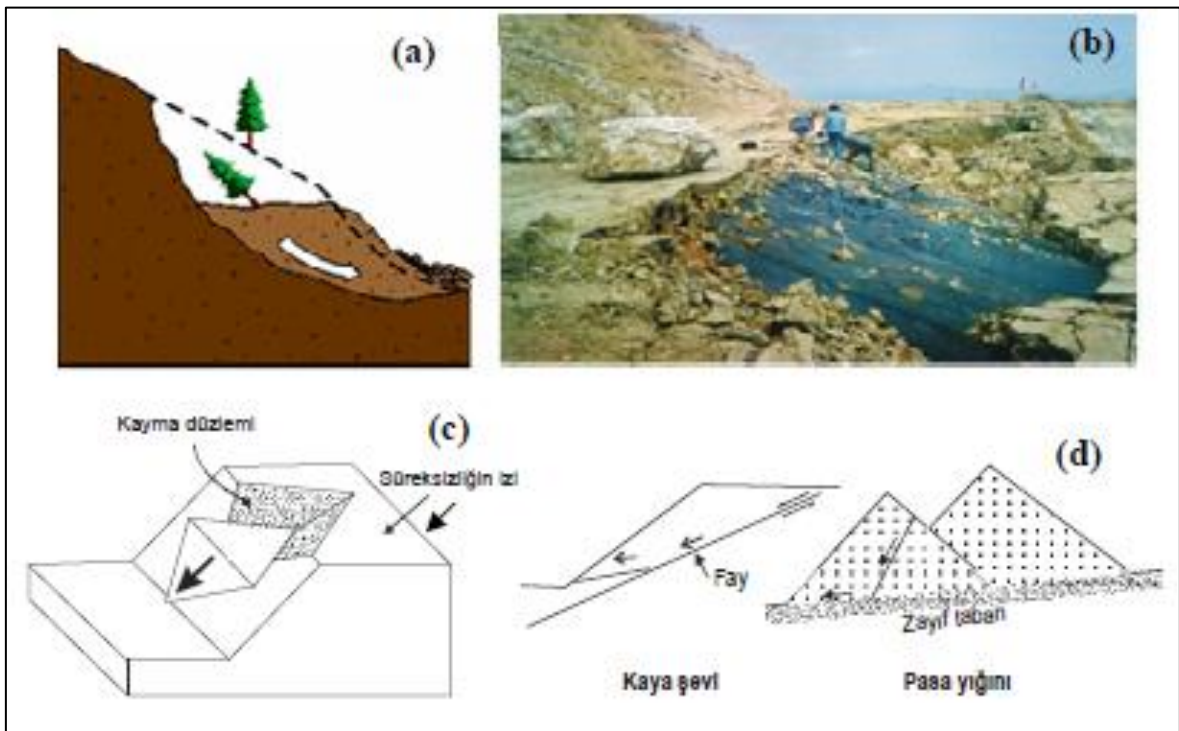 (a)
(b)
Kayma düzlemi
(c)
Süreksizliğin izi
(d)
Fay
Zayıf taban
Kaya şevi
Pasa yığını